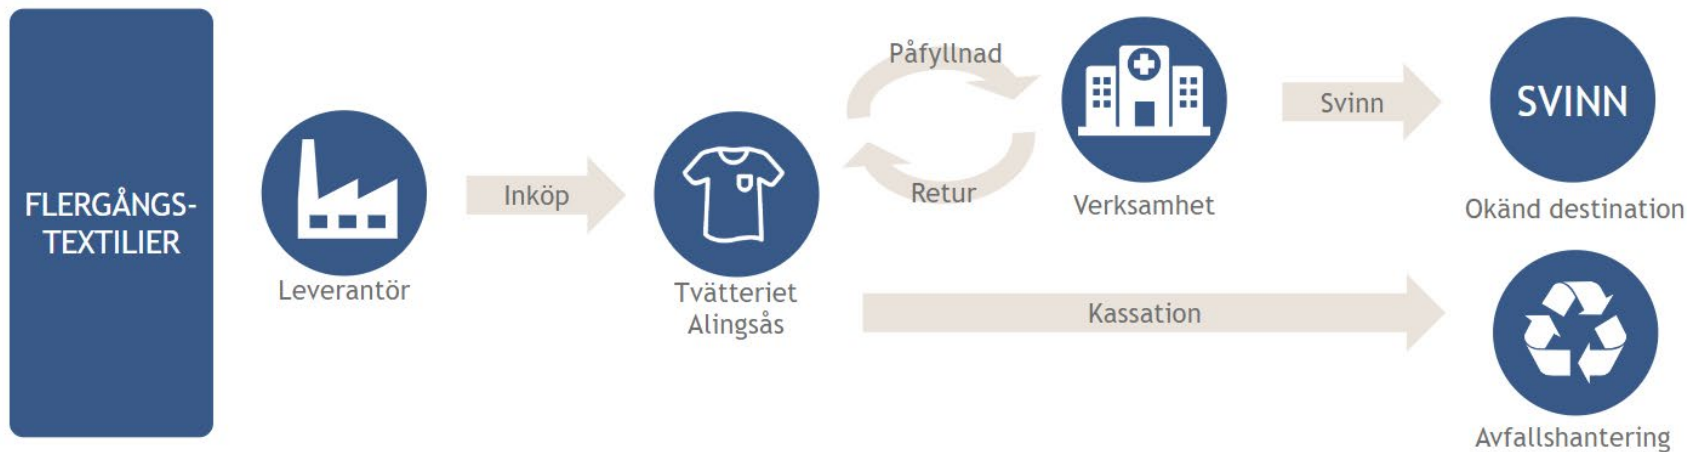 FLERGÅNGS-
TEXTILIER
Leverantör
Inköp
Tvätteriet
Alingsås
Påfyllnad
Retur
Verksamhet
Svinn
SVINN
Okänd destination
Kassation
Avfallshantering